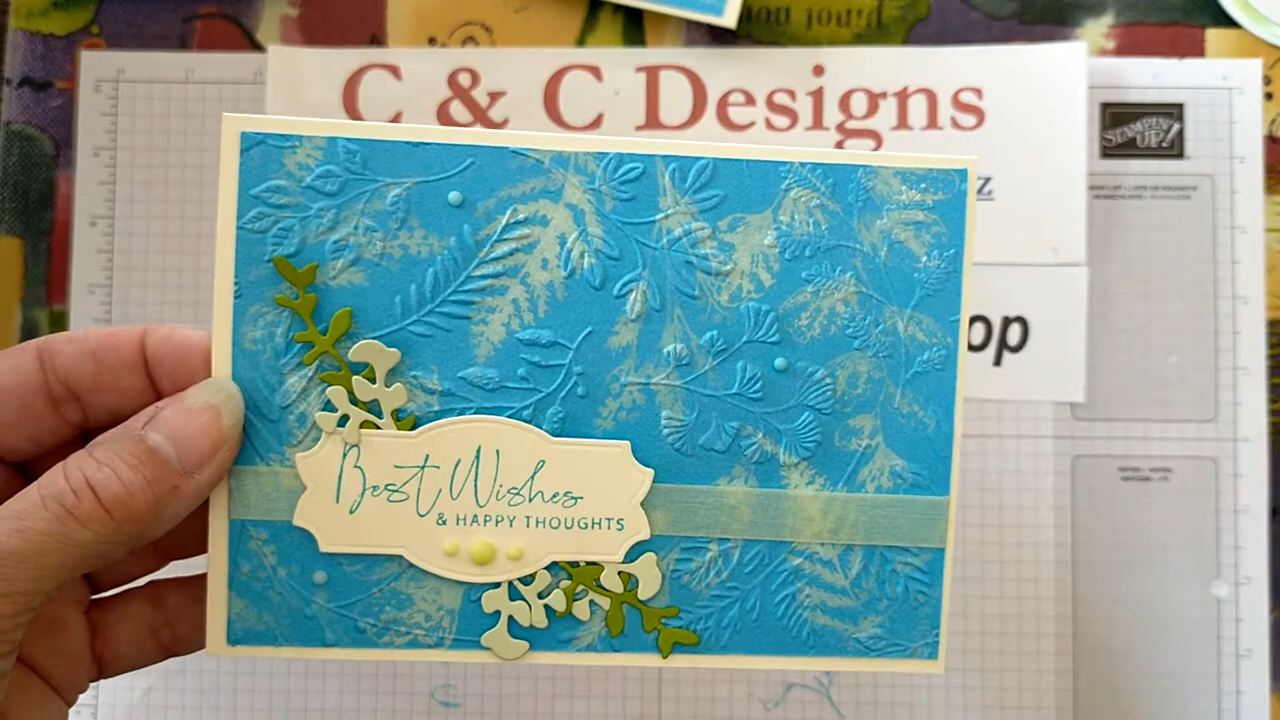 C & C Designs
STAMPIN' UP!
z
op
Best Wishes
& HAPPY THOUGHTS